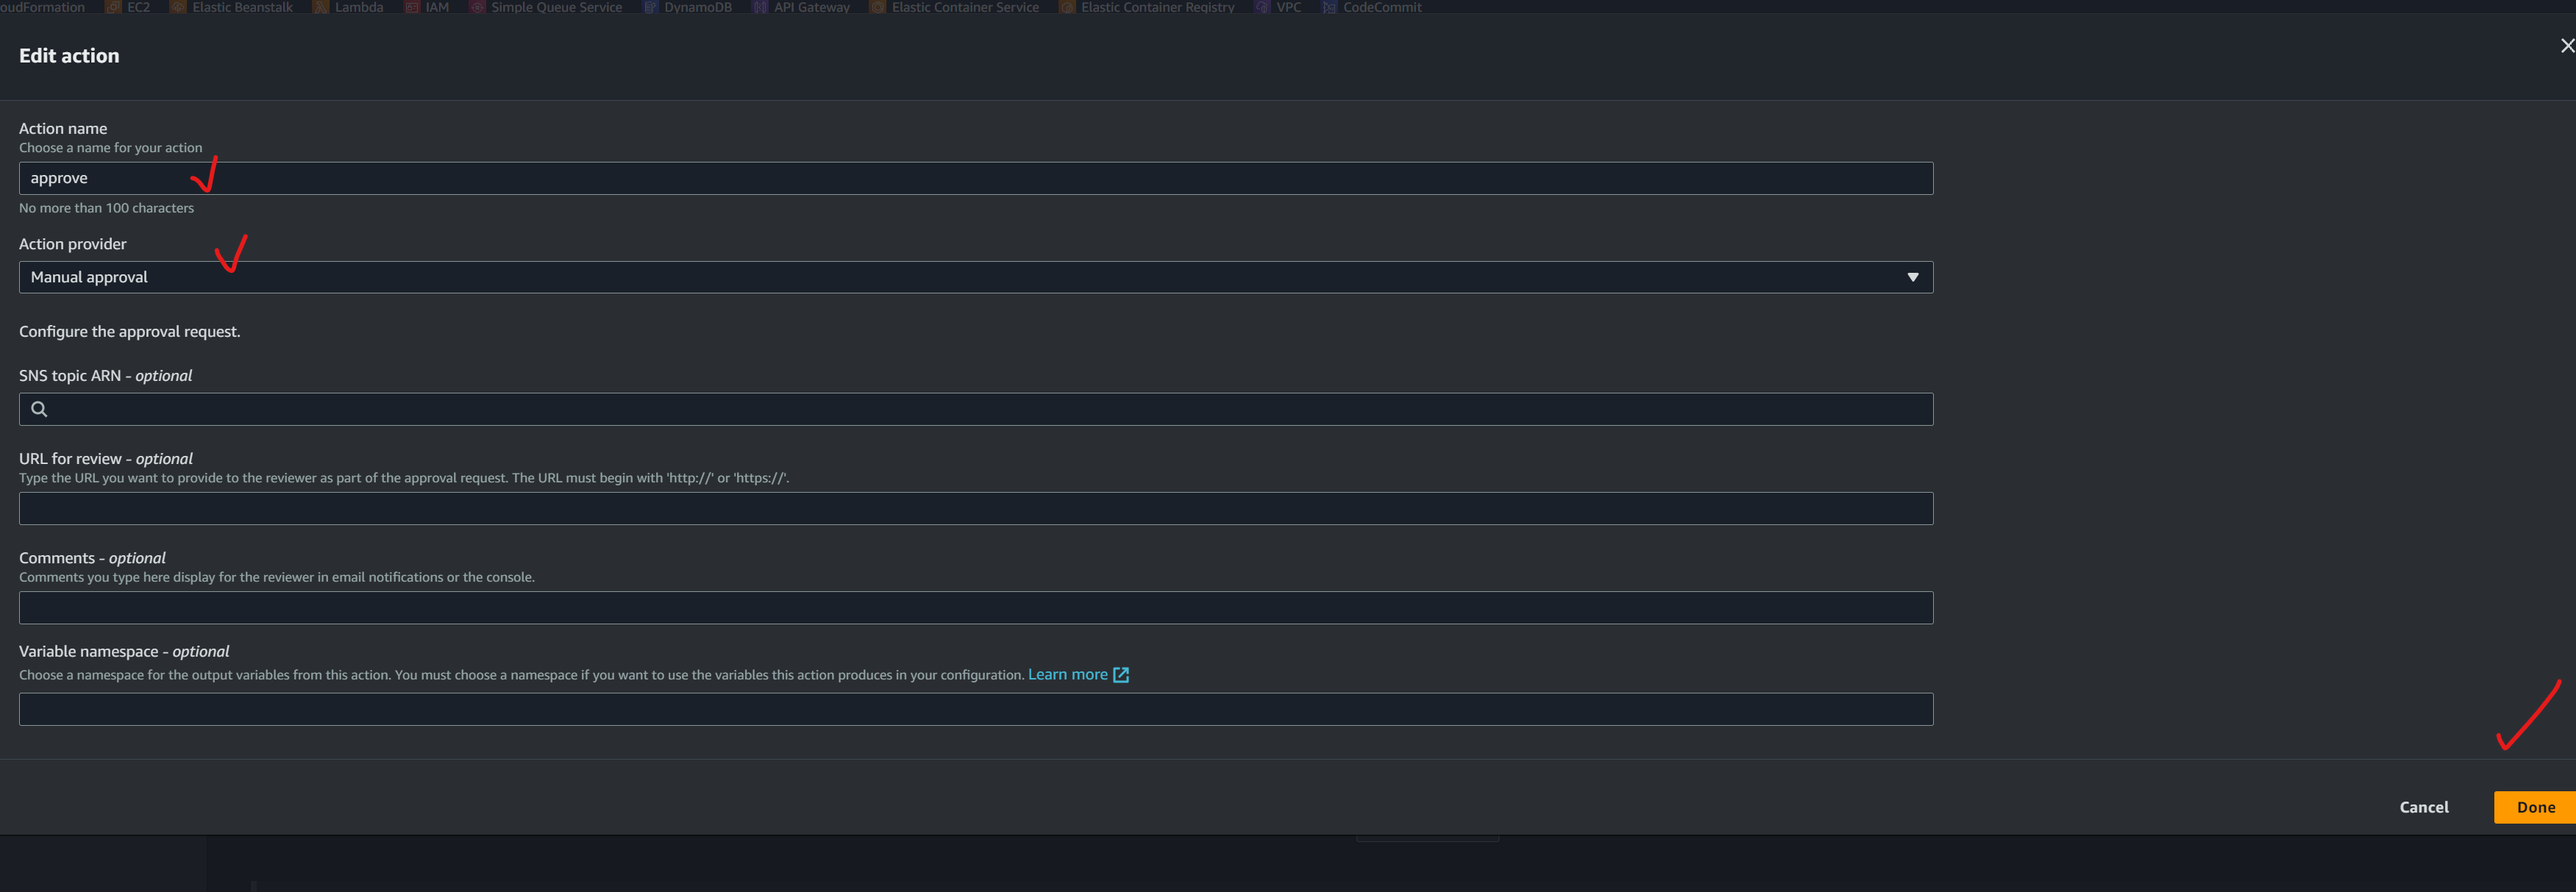 oudFormation EC2 Elastic Beanstalk Lambda IAM Simple Queue Service DynamoDB API Gateway Elastic Container Service Elastic Container Registry VPC CodeCommit
Edit action
Action name
Choose a name for your action
approve
No more than 100 characters
Action provider
Manual approval
Configure the approval request.
SNS topic ARN - optional
URL for review - optional
Type the URL you want to provide to the reviewer as part of the approval request. The URL must begin with 'http://' or 'https://'.
Comments - optional
Comments you type here display for the reviewer in email notifications or the console.
Variable namespace - optional
Choose a namespace for the output variables from this action. You must choose a namespace if you want to use the variables this action produces in your configuration. Learn more
Cancel Done